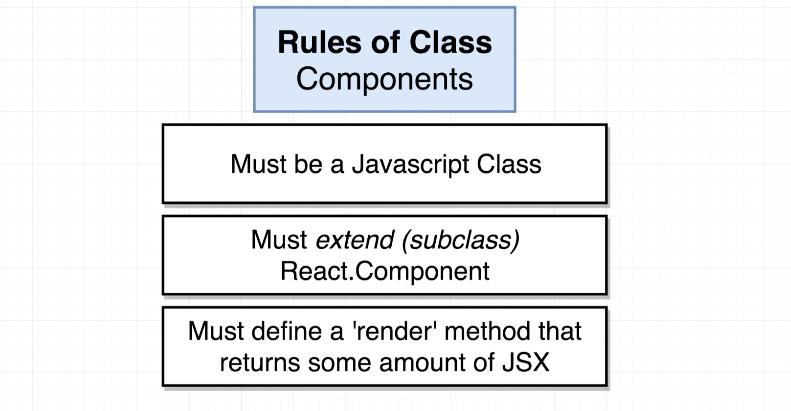 Rules of Class
Components
Must be a Javascript Class
Must extend (subclass)
React.Component
Must define a 'render' method that
returns some amount of JSX